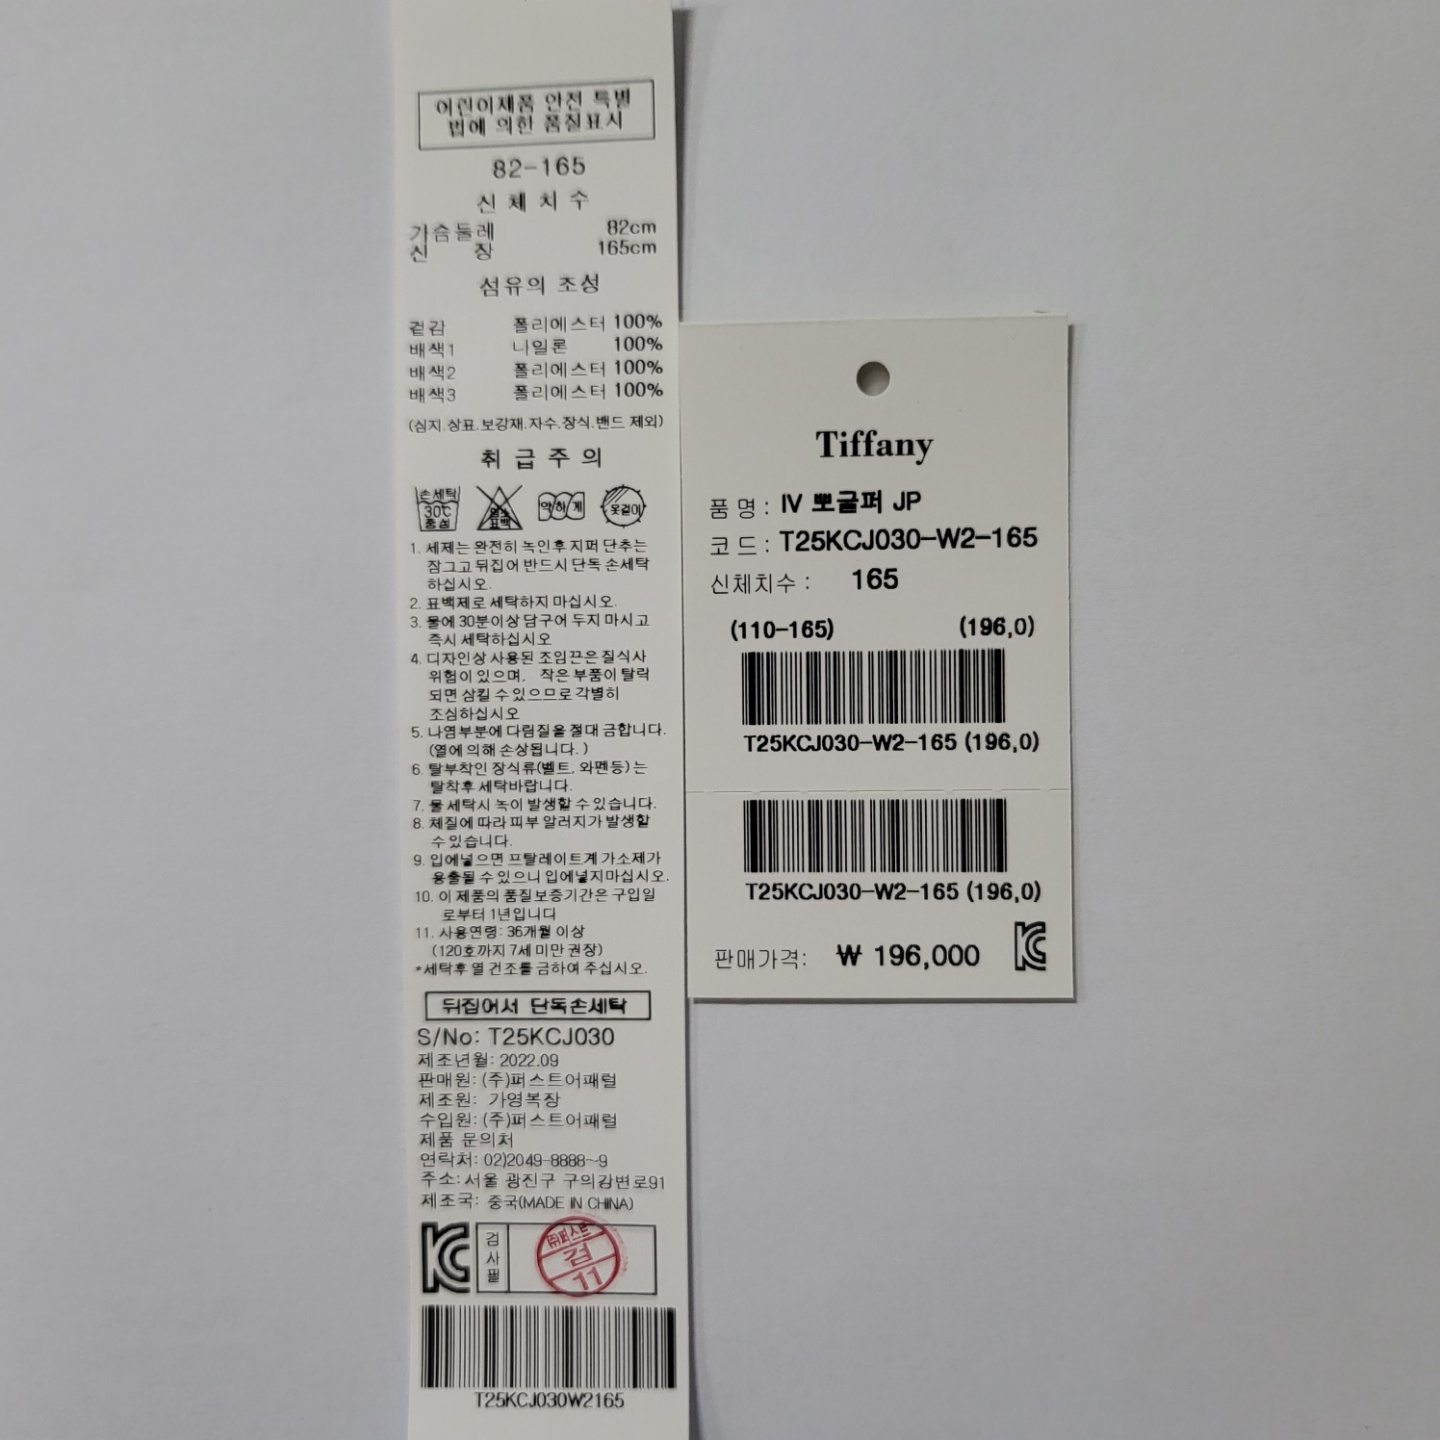 어린이제품 안전 특별
법에 의한 품질표시
82-165
신 체 치 수
가슴둘레 82cm
신 장 165cm
섬유의 조성
겉감 폴리에스터 100%
배색1 나일론 100%
배색2 폴리에스터 100%
배색3 폴리에스터 100%
(심지.상표.보강재.자수.장식.밴드 제외)
취 급 주 의
손세탁
30℃
중성
염소
표백
약하게
옷걸이
1. 세제는 완전히 녹인후 지퍼 단추는
잠그고 뒤집어 반드시 단독 손세탁
하십시오.
2. 표백제로 세탁하지 마십시오.
3. 물에 30분이상 담구어 두지 마시고
즉시 세탁하십시오
4. 디자인상 사용된 조임끈은 질식사
위험이 있으며, 작은 부품이 탈락
되면 삼킬 수 있으므로 각별히
조심하십시오
5. 나염부분에 다림질을 절대 금합니다.
(열에 의해 손상됩니다.)
6. 탈부착인 장식류(벨트, 와펜등)는
탈착후 세탁바랍니다.
7. 물 세탁시 녹이 발생할 수 있습니다.
8. 체질에 따라 피부 알러지가 발생할
수 있습니다.
9. 입에넣으면 프탈레이트계 가소제가
용출될 수 있으니 입에넣지마십시오.
10. 이 제품의 품질보증기간은 구입일
로부터 1년입니다
11. 사용연령: 36개월 이상
(120호까지 7세 미만 권장)
*세탁후 열 건조를 금하여 주십시오.
뒤집어서 단독손세탁
S/No: T25KCJ030
제조년월: 2022.09
판매원: (주)퍼스트어패럴
제조원: 가영복장
수입원: (주)퍼스트어패럴
제품 문의처
연락처: 02)2049-8888~9
주소: 서울 광진구 구의강변로91
제조국: 중국(MADE IN CHINA)
KC
검사필
㈜퍼스트
검
11
T25KCJ030W2165
Tiffany
품 명 : IV 뽀글퍼 JP
코 드 : T25KCJ030-W2-165
신체치수 : 165
(110-165) (196,0)
T25KCJ030-W2-165 (196,0)
T25KCJ030-W2-165 (196,0)
판매가격: ₩ 196,000 KC